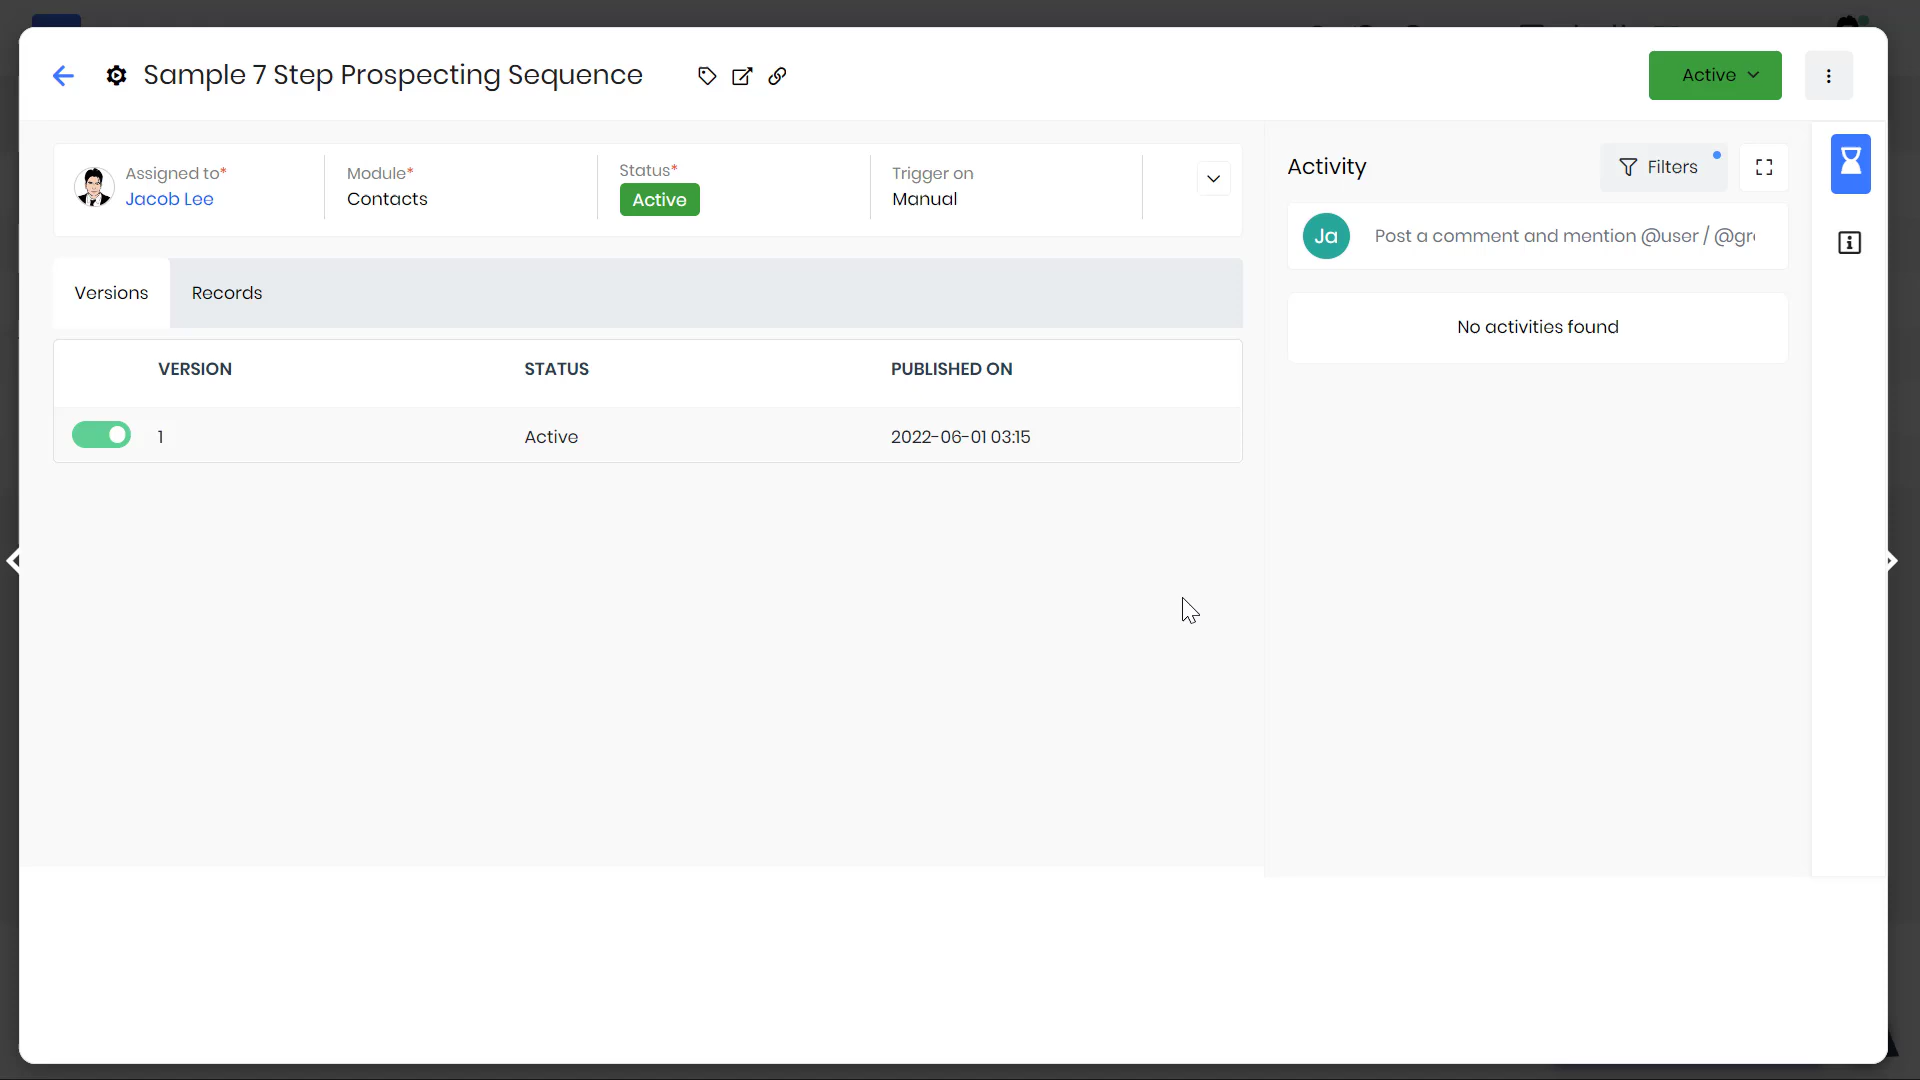 Sample 7 Step Prospecting Sequence
Active
Assigned to*
Jacob Lee
Module*
Contacts
Status*
Active
Trigger on
Manual
Activity
Filters
Ja
Post a comment and mention @user / @gr
No activities found
Versions
Records
VERSION
STATUS
PUBLISHED ON
1
Active
2022-06-01 03:15